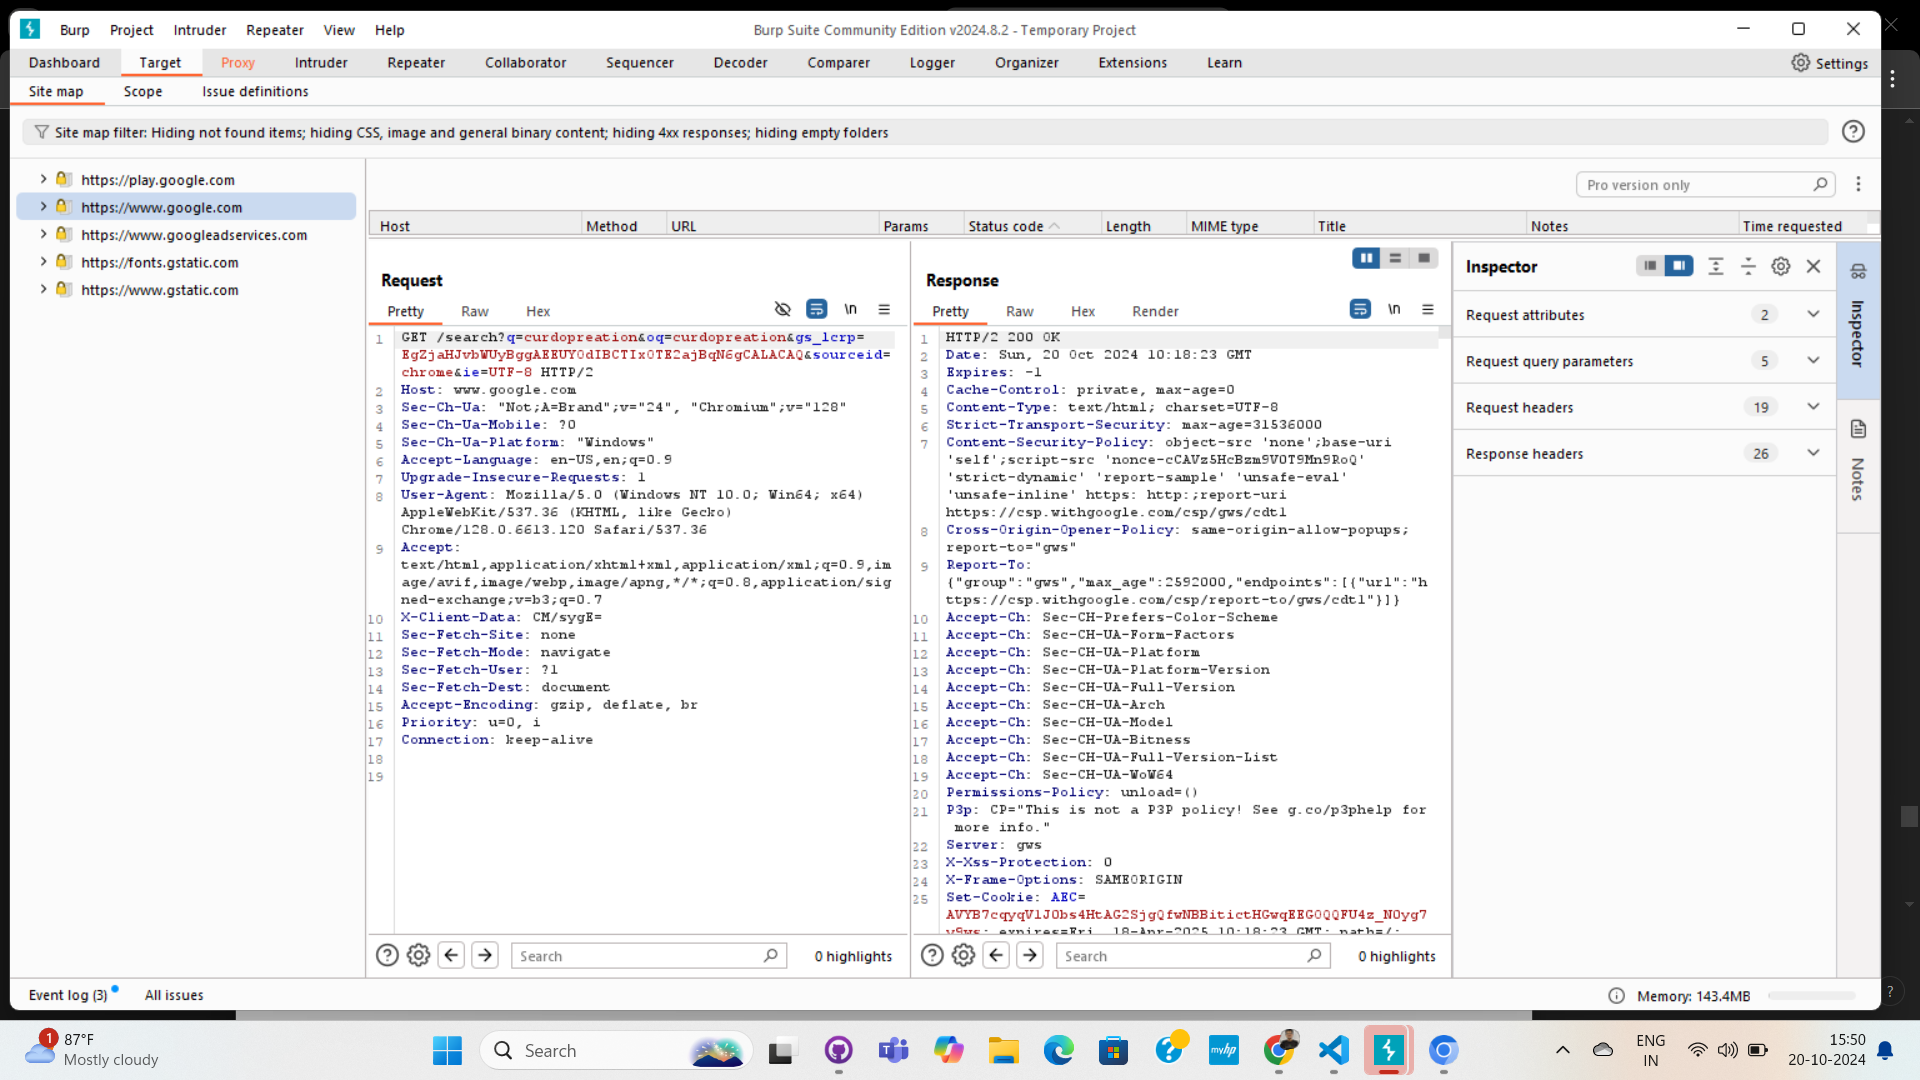 Burp Project Intruder Repeater View Help
Burp Suite Community Edition v2024.8.2 - Temporary Project
Dashboard Target Proxy Intruder Repeater Collaborator Sequencer Decoder Comparer Logger Organizer Extensions Learn
Settings
Site map Scope Issue definitions
Site map filter: Hiding not found items; hiding CSS, image and general binary content; hiding 4xx responses; hiding empty folders
https://play.google.com
https://www.google.com
https://www.googleadservices.com
https://fonts.gstatic.com
https://www.gstatic.com
Pro version only
Host Method URL Params Status code Length MIME type Title Notes Time requested
Request
Pretty Raw Hex
\n
1 GET /search?q=curdopreation&oq=curdopreation&gs_lcrp=
EgZjaHJvbWUyBggAEEUYOdIBCTIxOTE2ajBqN6gCALACAQ&sourceid=
chrome&ie=UTF-8 HTTP/2
2 Host: www.google.com
3 Sec-Ch-Ua: "Not;A=Brand";v="24", "Chromium";v="128"
4 Sec-Ch-Ua-Mobile: ?0
5 Sec-Ch-Ua-Platform: "Windows"
6 Accept-Language: en-US,en;q=0.9
7 Upgrade-Insecure-Requests: 1
8 User-Agent: Mozilla/5.0 (Windows NT 10.0; Win64; x64)
AppleWebKit/537.36 (KHTML, like Gecko)
Chrome/128.0.6613.120 Safari/537.36
9 Accept:
text/html,application/xhtml+xml,application/xml;q=0.9,im
age/avif,image/webp,image/apng,*/*;q=0.8,application/sig
ned-exchange;v=b3;q=0.7
10 X-Client-Data: CM/sygE=
11 Sec-Fetch-Site: none
12 Sec-Fetch-Mode: navigate
13 Sec-Fetch-User: ?1
14 Sec-Fetch-Dest: document
15 Accept-Encoding: gzip, deflate, br
16 Priority: u=0, i
17 Connection: keep-alive
18
19
Search
0 highlights
Response
Pretty Raw Hex Render
\n
1 HTTP/2 200 OK
2 Date: Sun, 20 Oct 2024 10:18:23 GMT
3 Expires: -1
4 Cache-Control: private, max-age=0
5 Content-Type: text/html; charset=UTF-8
6 Strict-Transport-Security: max-age=31536000
7 Content-Security-Policy: object-src 'none';base-uri
'self';script-src 'nonce-cCAVz5HcBzm9V0T9Mn9RoQ'
'strict-dynamic' 'report-sample' 'unsafe-eval'
'unsafe-inline' https: http:;report-uri
https://csp.withgoogle.com/csp/gws/cdt1
8 Cross-Origin-Opener-Policy: same-origin-allow-popups;
report-to="gws"
9 Report-To:
{"group":"gws","max_age":2592000,"endpoints":[{"url":"h
ttps://csp.withgoogle.com/csp/report-to/gws/cdt1"}]}
10 Accept-Ch: Sec-CH-Prefers-Color-Scheme
11 Accept-Ch: Sec-CH-UA-Form-Factors
12 Accept-Ch: Sec-CH-UA-Platform
13 Accept-Ch: Sec-CH-UA-Platform-Version
14 Accept-Ch: Sec-CH-UA-Full-Version
15 Accept-Ch: Sec-CH-UA-Arch
16 Accept-Ch: Sec-CH-UA-Model
17 Accept-Ch: Sec-CH-UA-Bitness
18 Accept-Ch: Sec-CH-UA-Full-Version-List
19 Accept-Ch: Sec-CH-UA-WoW64
20 Permissions-Policy: unload=()
21 P3p: CP="This is not a P3P policy! See g.co/p3phelp for
more info."
22 Server: gws
23 X-Xss-Protection: 0
24 X-Frame-Options: SAMEORIGIN
25 Set-Cookie: AEC=
AVYB7cqyqV1JObs4HtAG2SjgQfwNBBitictHGwqEEGOQQFU4z_NOyg7
v9ws; expires=Fri, 18-Apr-2025 10:18:23 GMT; path=/;
Search
0 highlights
Inspector
Request attributes 2
Request query parameters 5
Request headers 19
Response headers 26
Inspector
Notes
Event log (3) All issues
Memory: 143.4MB
1
87°F
Mostly cloudy
Search
myhp
ENG
IN
15:50
20-10-2024